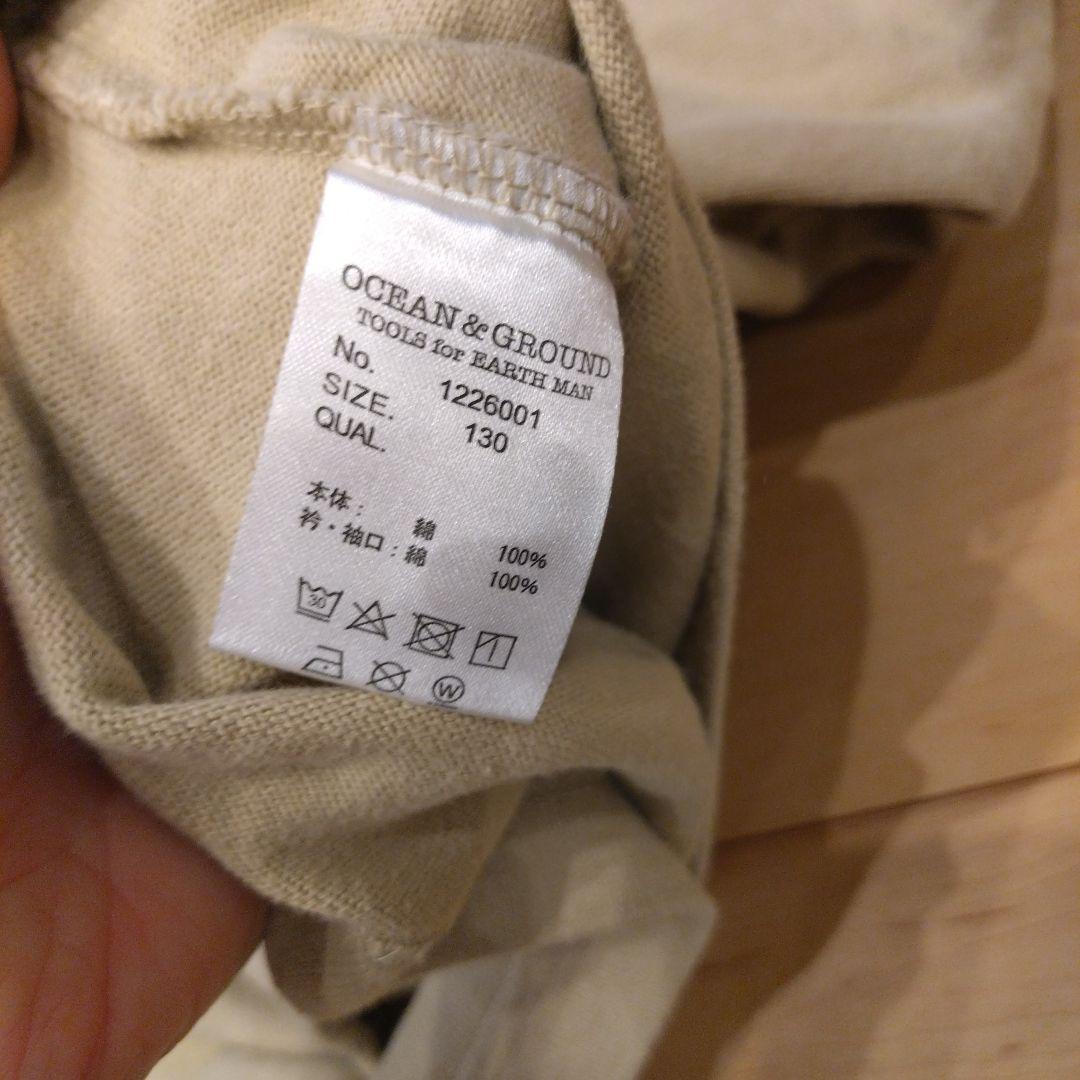 OCEAN & GROUND
TOOLS for EARTH MAN
No. 1226001
SIZE. 130
QUAL.
本体： 綿 100%
衿・袖口：綿 100%
30
W